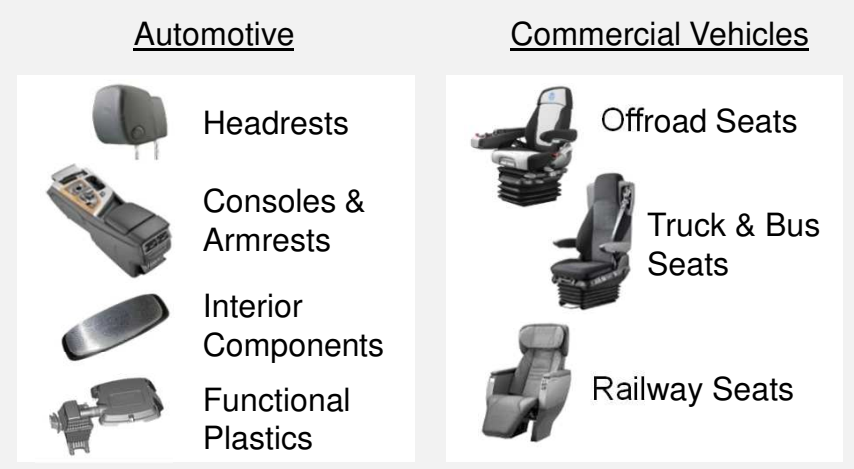 Automotive
Headrests
Consoles &
Armrests
Interior
Components
Functional
Plastics
Commercial Vehicles
Offroad Seats
Truck & Bus
Seats
Railway Seats